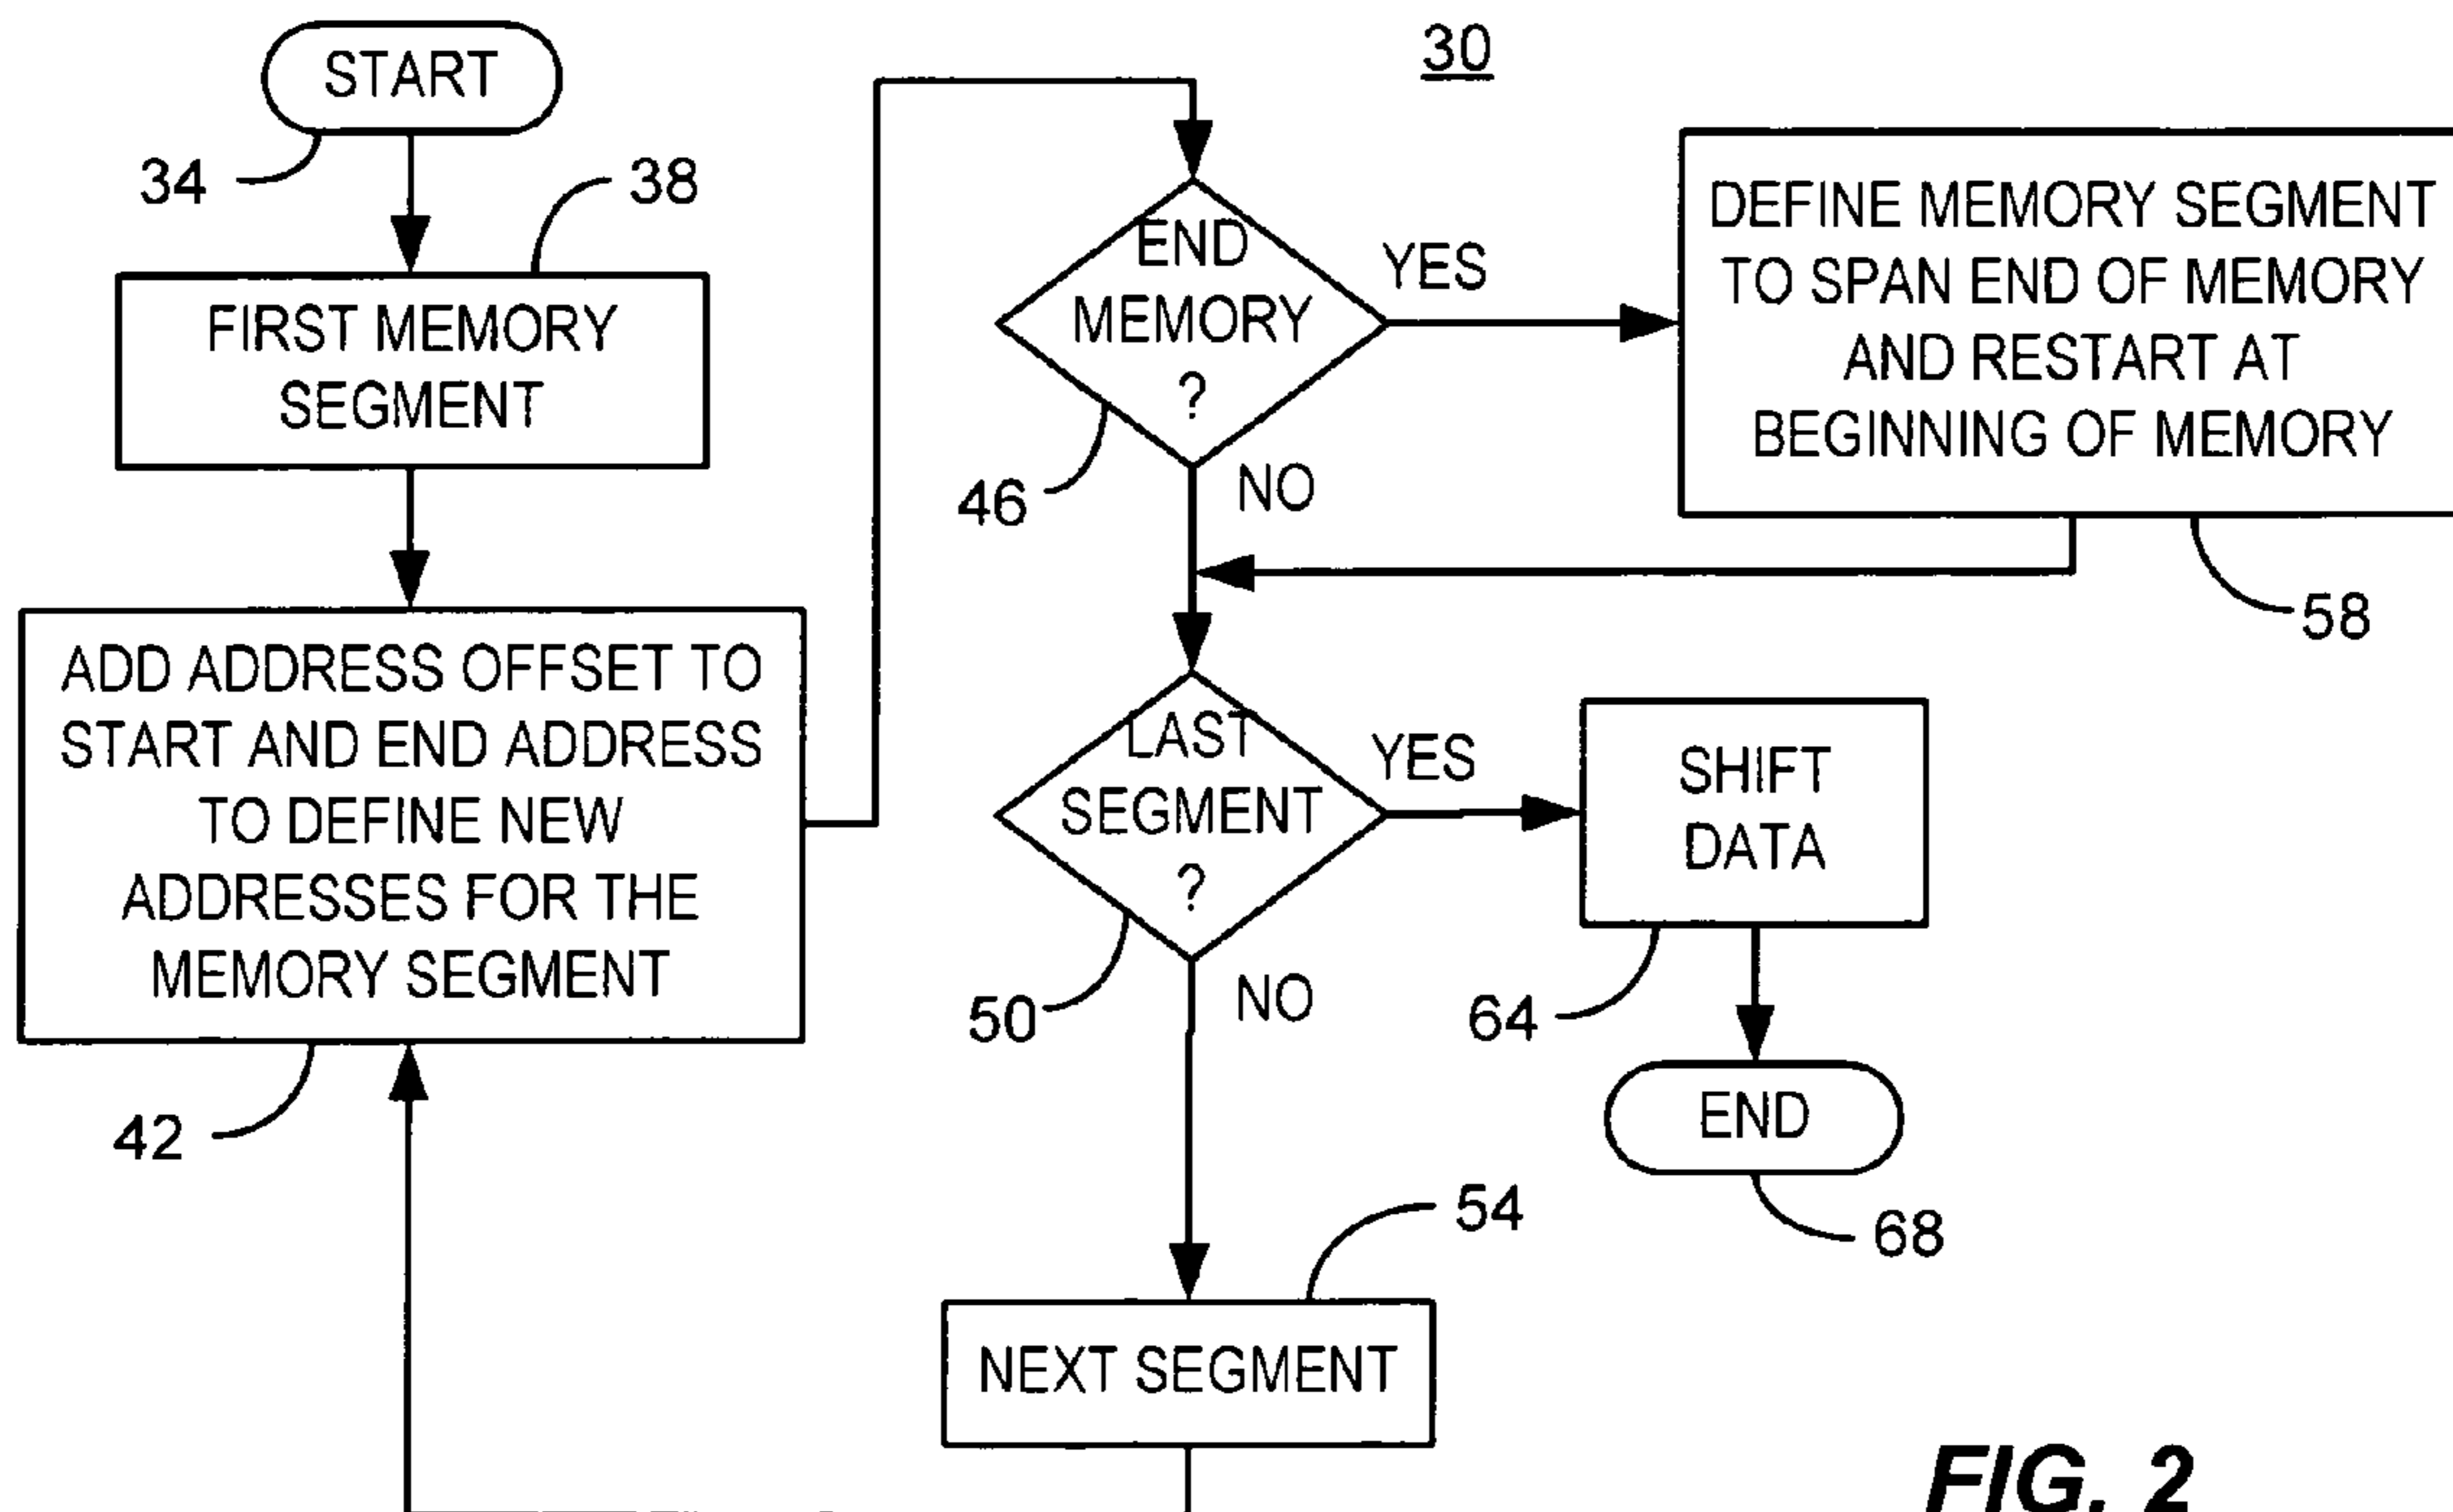 START
30
34
38
FIRST MEMORY
SEGMENT
ADD ADDRESS OFFSET TO
START AND END ADDRESS
TO DEFINE NEW
ADDRESSES FOR THE
MEMORY SEGMENT
42
END
MEMORY
?
YES
NO
46
DEFINE MEMORY SEGMENT
TO SPAN END OF MEMORY
AND RESTART AT
BEGINNING OF MEMORY
58
LAST
SEGMENT
?
YES
NO
50
SHIFT
DATA
64
END
68
54
NEXT SEGMENT
FIG. 2